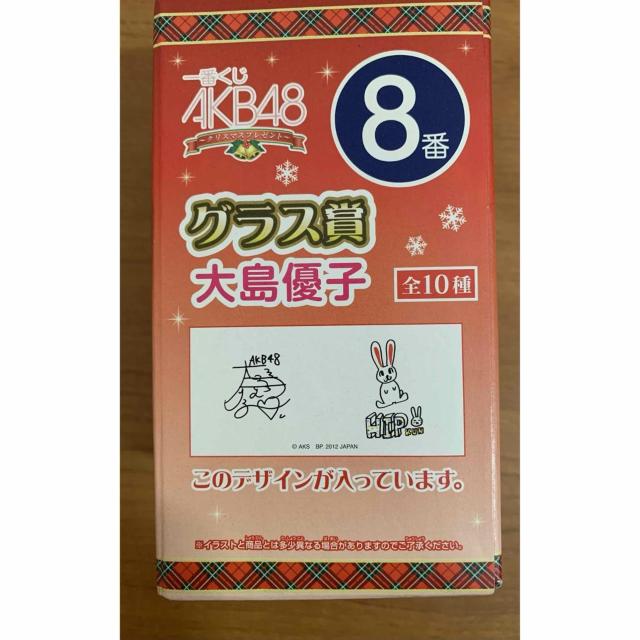 一番くじ
AKB48
～クリスマスプレゼント～
8番
グラス賞
大島優子
全10種
AKB48
HIP KUN
© AKS BP. 2012 JAPAN
このデザインが入っています。
※イラストと商品とは多少異なる場合がありますのでご了承ください。